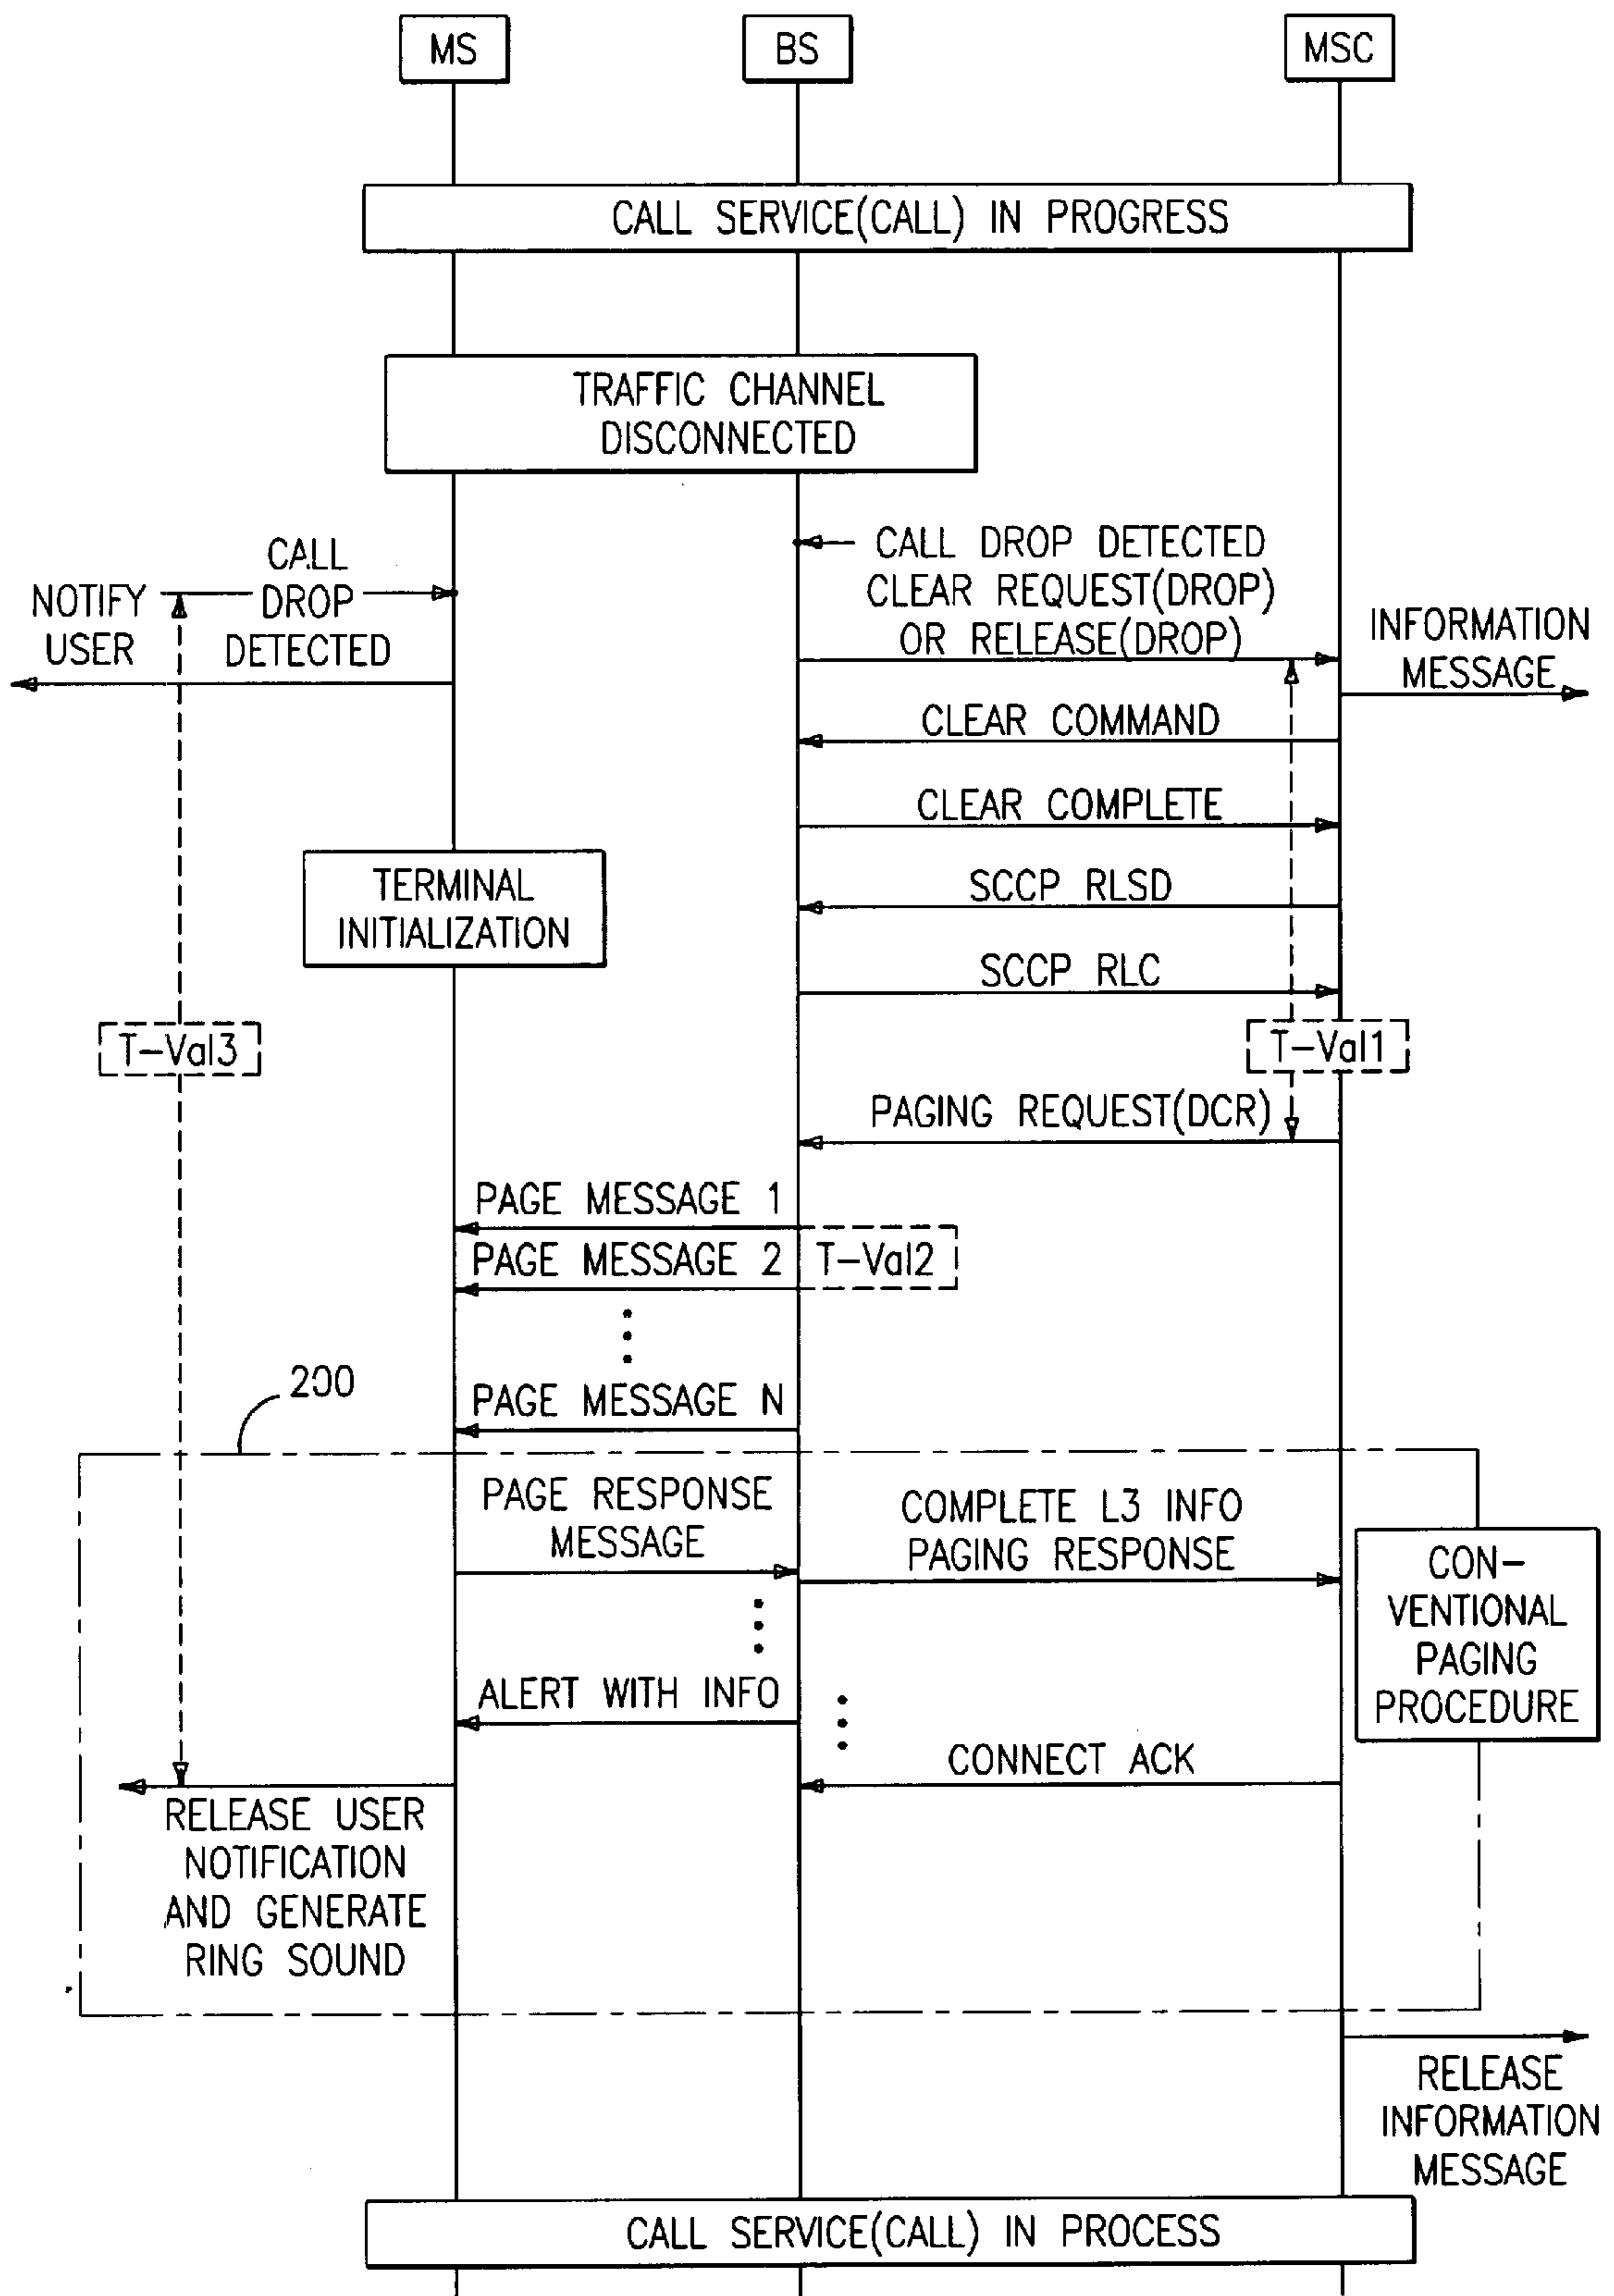 MS
BS
MSC
CALL SERVICE(CALL) IN PROGRESS
TRAFFIC CHANNEL
DISCONNECTED
CALL DROP DETECTED
CLEAR REQUEST(DROP)
OR RELEASE(DROP)
NOTIFY
USER
CALL
DROP
DETECTED
INFORMATION
MESSAGE
CLEAR COMMAND
CLEAR COMPLETE
TERMINAL
INITIALIZATION
SCCP RLSD
SCCP RLC
T-Val3
T-Val1
PAGING REQUEST(DCR)
PAGE MESSAGE 1
PAGE MESSAGE 2
T-Val2
200
PAGE MESSAGE N
PAGE RESPONSE
MESSAGE
COMPLETE L3 INFO
PAGING RESPONSE
CON-
VENTIONAL
PAGING
PROCEDURE
ALERT WITH INFO
CONNECT ACK
RELEASE USER
NOTIFICATION
AND GENERATE
RING SOUND
RELEASE
INFORMATION
MESSAGE
CALL SERVICE(CALL) IN PROCESS